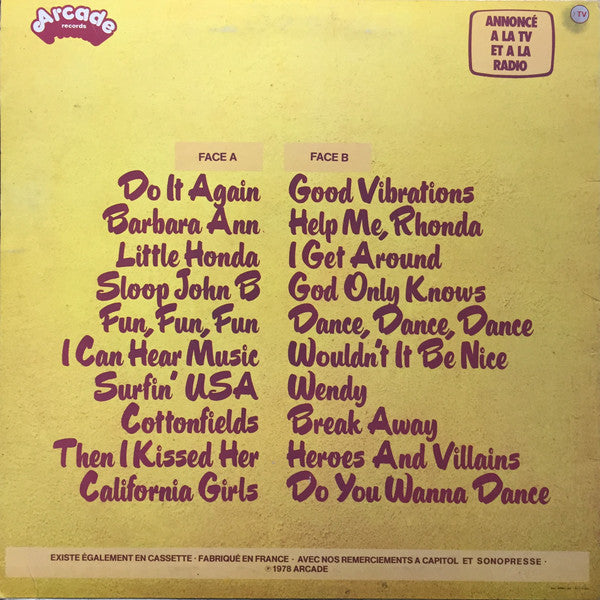 Arcade
records
ANNONCÉ
A LA TV
ET A LA
RADIO
TV
FACE A
Do It Again
Barbara Ann
Little Honda
Sloop John B
Fun, Fun, Fun
I Can Hear Music
Surfin' USA
Cottonfields
Then I Kissed Her
California Girls
FACE B
Good Vibrations
Help Me, Rhonda
I Get Around
God Only Knows
Dance, Dance, Dance
Wouldn't It Be Nice
Wendy
Break Away
Heroes And Villains
Do You Wanna Dance
EXISTE ÉGALEMENT EN CASSETTE · FABRIQUÉ EN FRANCE · AVEC NOS REMERCIEMENTS A CAPITOL ET SONOPRESSE ·
℗ 1978 ARCADE